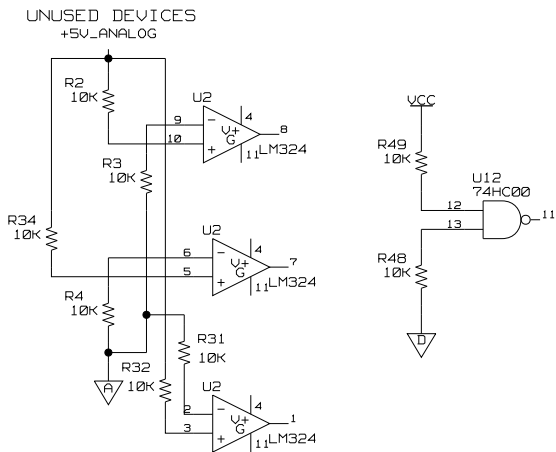 UNUSED DEVICES
+5V_ANALOG
R2
10K
U2
9
10
-
+
V+
G
4
11
8
LM324
R3
10K
R34
10K
U2
6
5
-
+
V+
G
4
11
7
LM324
R4
10K
A
R31
10K
R32
10K
U2
2
3
-
+
V+
G
4
11
1
LM324
VCC
R49
10K
U12
74HC00
12
13
11
R48
10K
D